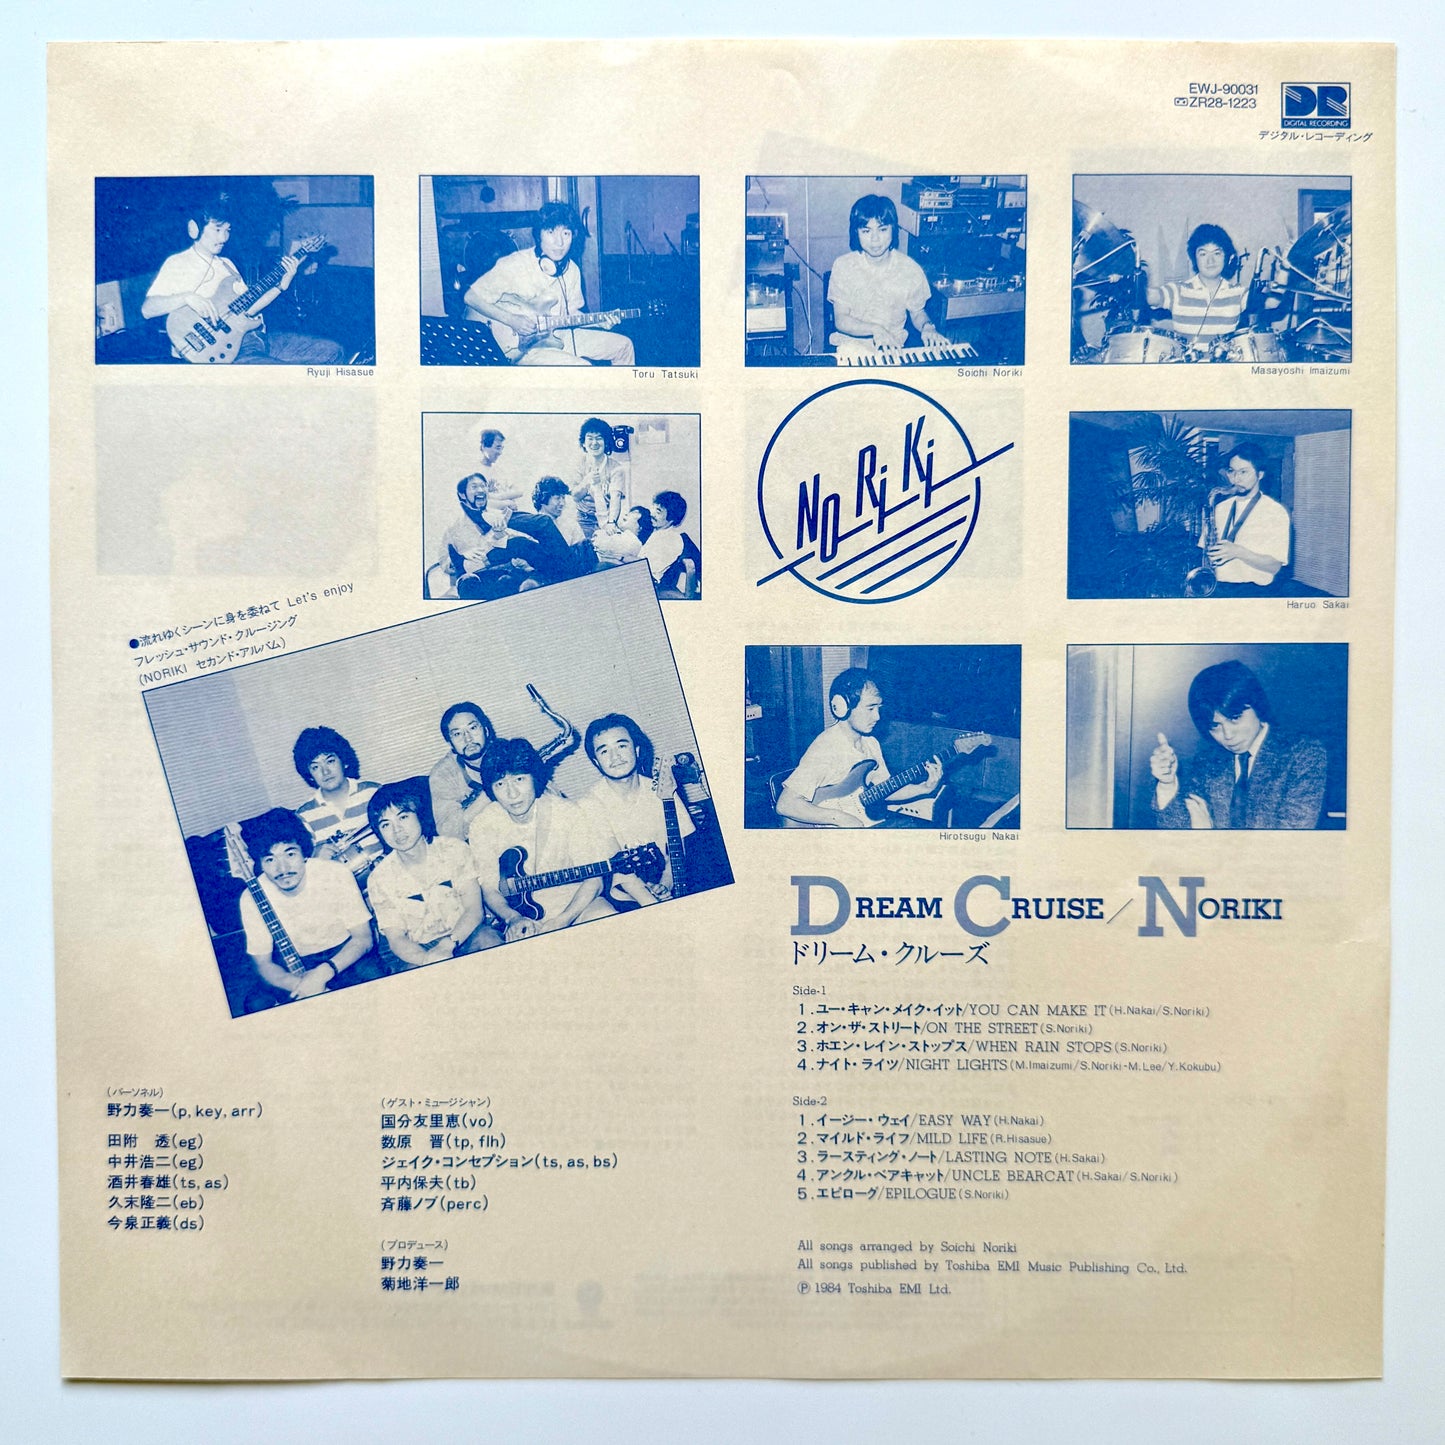 EWJ-90031
ZR28-1223
DR
DIGITAL RECORDING
デジタル・レコーディング
Ryuji Hisasue
Toru Tatsuki
Soichi Noriki
Masayoshi Imaizumi
NORiKi
Haruo Sakai
●流れゆくシーンに身を委ねて Let's enjoy
フレッシュ・サウンド・クルージング
(NORIKI セカンド・アルバム)
Hirotsugu Nakai
DREAM CRUISE/NORIKI
ドリーム・クルーズ
Side-1
1.ユー・キャン・メイク・イット/YOU CAN MAKE IT(H.Nakai/S.Noriki)
2.オン・ザ・ストリート/ON THE STREET(S.Noriki)
3.ホエン・レイン・ストップス/WHEN RAIN STOPS(S.Noriki)
4.ナイト・ライツ/NIGHT LIGHTS(M.Imaizumi/S.Noriki-M.Lee/Y.Kokubu)
Side-2
1.イージー・ウェイ/EASY WAY(H.Nakai)
2.マイルド・ライフ/MILD LIFE(R.Hisasue)
3.ラースティング・ノート/LASTING NOTE(H.Sakai)
4.アンクル・ベアキャット/UNCLE BEARCAT(H.Sakai/S.Noriki)
5.エピローグ/EPILOGUE(S.Noriki)
All songs arranged by Soichi Noriki
All songs published by Toshiba EMI Music Publishing Co., Ltd.
Ⓟ 1984 Toshiba EMI Ltd.
(パーソネル)
野力奏一(p, key, arr)
田附 透(eg)
中井浩二(eg)
酒井春雄(ts, as)
久末隆二(eb)
今泉正義(ds)
(ゲスト・ミュージシャン)
国分友里恵(vo)
数原 晋(tp, flh)
ジェイク・コンセプション(ts, as, bs)
平内保夫(tb)
斉藤ノブ(perc)
(プロデュース)
野力奏一
菊地洋一郎